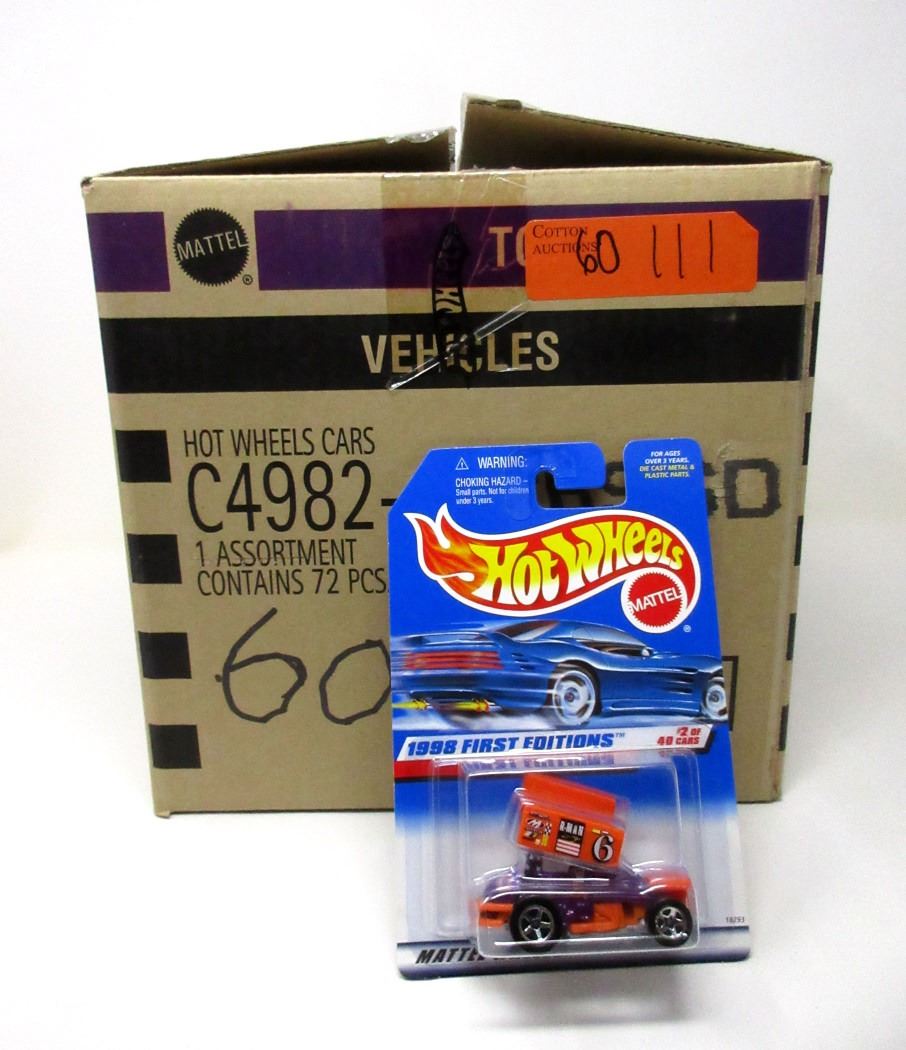 MATTEL
®
TO
COTTON
AUCTIONS
60 111
WHEELS
VEHICLES
HOT WHEELS CARS
C4982-
1 ASSORTMENT
CONTAINS 72 PCS.
60
WARNING:
CHOKING HAZARD –
Small parts. Not for children
under 3 years.
FOR AGES
OVER 3 YEARS.
DIE CAST METAL &
PLASTIC PARTS.
HOT WHEELS
MATTEL
®
1998 FIRST EDITIONS™
#2 OF
40 CARS
R-MAN
6
18293
MATTEL